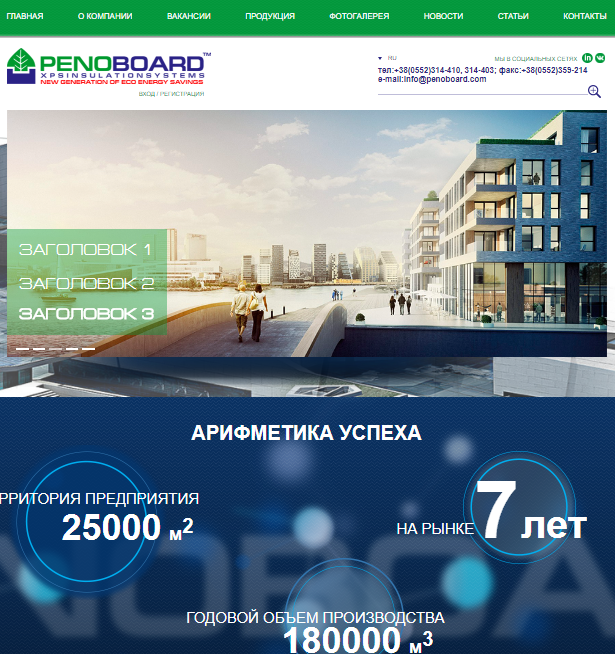 ГЛАВНАЯ О КОМПАНИИ ВАКАНСИИ ПРОДУКЦИЯ ФОТОГАЛЕРЕЯ НОВОСТИ СТАТЬИ КОНТАКТЫ
PENOBOARD™
XPSINSULATIONSYSTEMS
NEW GENERATION OF ECO ENERGY SAVINGS
ВХОД / РЕГИСТРАЦИЯ
RU МЫ В СОЦИАЛЬНЫХ СЕТЯХ in
тел:+38(0552)314-410, 314-403; факс:+38(0552)359-214
e-mail:info@penoboard.com
ЗАГОЛОВОК 1
ЗАГОЛОВОК 2
ЗАГОЛОВОК 3
АРИФМЕТИКА УСПЕХА
РРИТОРИЯ ПРЕДПРИЯТИЯ
25000 м2
НА РЫНКЕ 7 лет
ГОДОВОЙ ОБЪЕМ ПРОИЗВОДСТВА
180000 м3